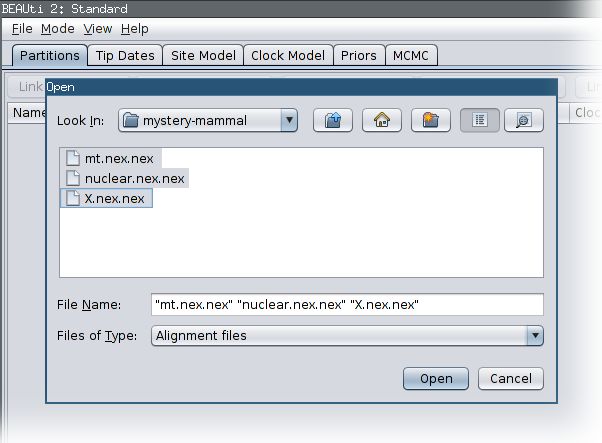 BEAUti 2: Standard
File Mode View Help
Partitions Tip Dates Site Model Clock Model Priors MCMC
Link
Open
Name
Look In: mystery-mammal
mt.nex.nex
nuclear.nex.nex
X.nex.nex
File Name: "mt.nex.nex" "nuclear.nex.nex" "X.nex.nex"
Files of Type: Alignment files
Open Cancel